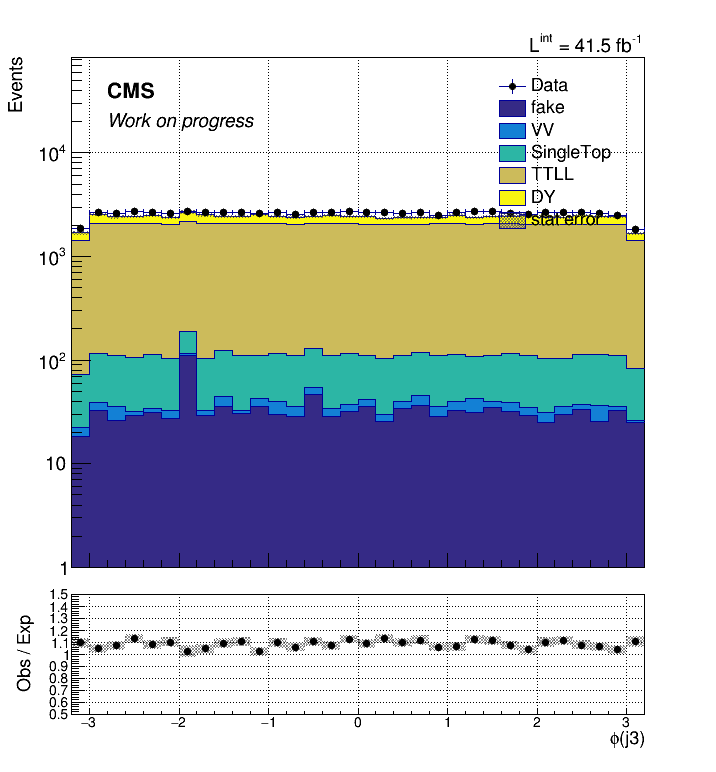 L^int = 41.5 fb^-1
Events
CMS
Work on progress
Data
fake
VV
SingleTop
TTLL
DY
stat error
10^4
10^3
10^2
10
1
Obs / Exp
1.5
1.4
1.3
1.2
1.1
1
0.9
0.8
0.7
0.6
0.5
−3 −2 −1 0 1 2 3
ϕ(j3)